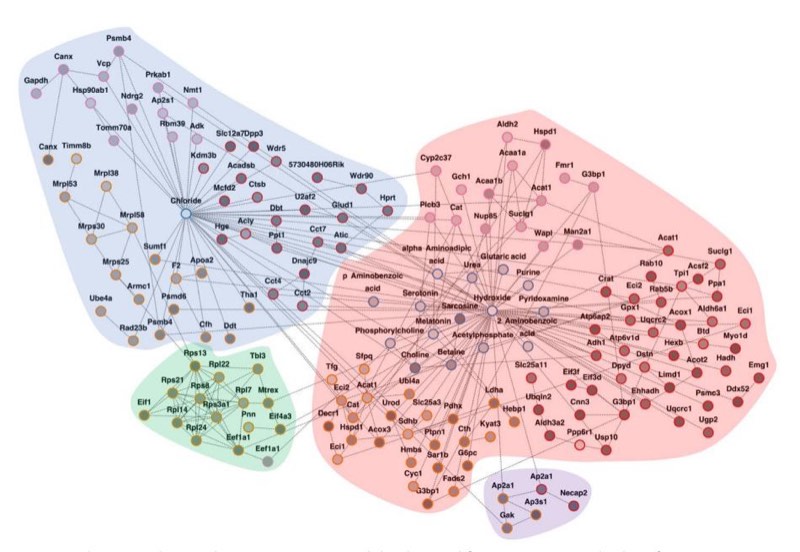 Psmb4
Canx
Vcp
Gapdh
Prkab1
Hsp90ab1
Ndrg2
Ap2s1
Nmt1
Rbm39
Adk
Tomm70a
Slc12a7
Dpp3
Canx
Timm8b
Kdm3b
Wdr5
Acadsb
5730480H06Rik
Mrpl63
Mrpl38
Mcfd2
Ctsb
Wdr90
Chloride
Dbt
U2af2
Glud1
Hprt
Mrps30
Mrpl58
Hgs
Acly
Ppt1
Cct7
Atic
Mrps25
Sumf1
F2
Apoa2
Dnajc9
Armc1
Cct4
Cct2
Ube4a
Psmd6
Tha1
Rad23b
Psmb4
Cfh
Ddt
Rps13
Rpl22
Tbl3
Rps21
Rps8
Rpl7
Mtrex
Eif1
Rpl14
Rps3a1
Pnn
Eif4a3
Rpl24
Eef1a1
Eef1a1
Aldh2
Hspd1
Cyp2c37
Acaa1a
Fmr1
Gch1
Acaa1b
G3bp1
Acat1
Plcb3
Cat
Nup85
Suclg1
Wapl
Man2a1
Acat1
alpha Aminoadipic
acid
Urea
Glutaric acid
Purine
p Aminobenzoic
acid
Serotonin
Sarcosine
Hydroxide
Pyridoxamine
Melatonin
2 Aminobenzoic
acid
Phosphorylcholine
Acetylphosphate
Choline
Betaine
Rab10
Suclg1
Crat
Eci2
Tpi1
Acsf2
Rab5b
Ppa1
Gpx1
Atp5ap2
Uqcrc2
Acox1
Aldh6a1
Eci1
Btd
Adh1
Atp6v1d
Hexb
Myo1d
Dstn
Acot2
Hadh
Slc25a11
Dpyd
Limd1
Emg1
Eif3f
Eif3d
Ehhadh
Psmc3
Ddx52
Ubqln2
Cnn3
G3bp1
Uqcrc1
Ugp2
Aldh3a2
Ppp6r1
Usp10
Tfg
Sfpq
Ubl4a
Eci2
Acat1
Ldha
Cat
Urod
Slc25a3
Pdhx
Hebp1
Decr1
Sdhb
Hspd1
Acox3
Ptpn1
Cth
Kyat3
Eci1
Hmbs
Sar1b
G6pc
Cyc1
Fads2
G3bp1
Ap2a1
Ap2a1
Necap2
Ap3s1
Gak